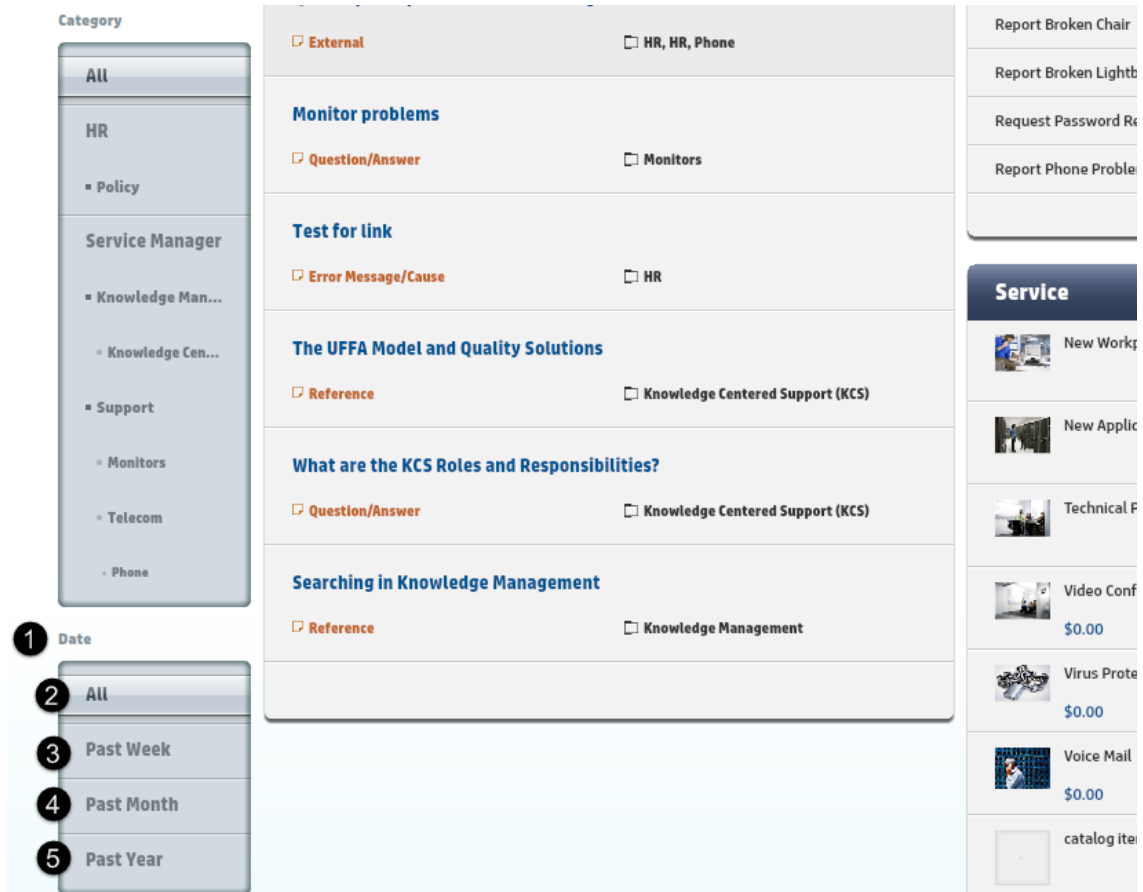 Category
All
HR
Policy
Service Manager
Knowledge Man...
Knowledge Cen...
Support
Monitors
Telecom
Phone
1 Date
2 All
3 Past Week
4 Past Month
5 Past Year
External HR, HR, Phone
Monitor problems
Question/Answer Monitors
Test for link
Error Message/Cause HR
The UFFA Model and Quality Solutions
Reference Knowledge Centered Support (KCS)
What are the KCS Roles and Responsibilities?
Question/Answer Knowledge Centered Support (KCS)
Searching in Knowledge Management
Reference Knowledge Management
Report Broken Chair
Report Broken Lightb
Request Password Re
Report Phone Proble
Service
New Workp
New Applic
Technical P
Video Conf
$0.00
Virus Prote
$0.00
Voice Mail
$0.00
catalog ite